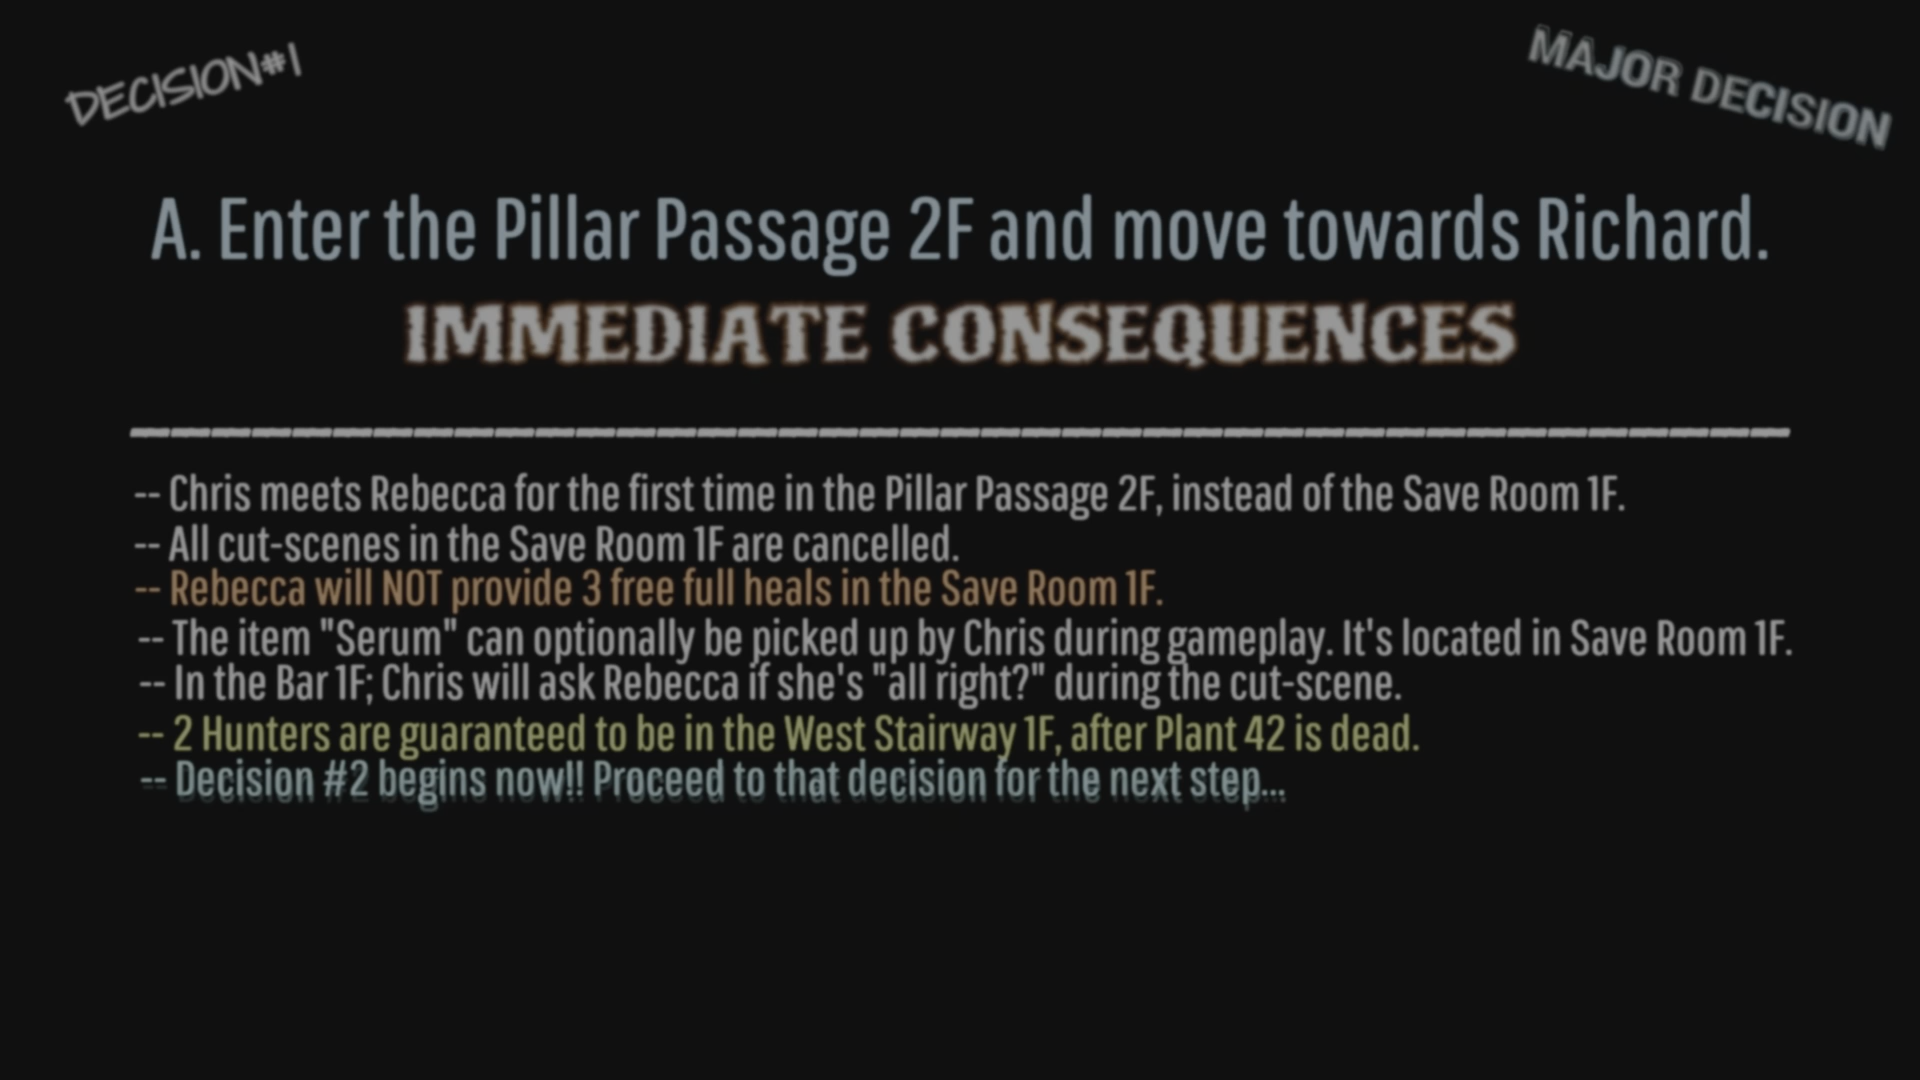 DECISION#1
MAJOR DECISION
A. Enter the Pillar Passage 2F and move towards Richard.
IMMEDIATE CONSEQUENCES
-- Chris meets Rebecca for the first time in the Pillar Passage 2F, instead of the Save Room 1F.
-- All cut-scenes in the Save Room 1F are cancelled.
-- Rebecca will NOT provide 3 free full heals in the Save Room 1F.
-- The item "Serum" can optionally be picked up by Chris during gameplay. It's located in Save Room 1F.
-- In the Bar 1F; Chris will ask Rebecca if she's "all right?" during the cut-scene.
-- 2 Hunters are guaranteed to be in the West Stairway 1F, after Plant 42 is dead.
-- Decision #2 begins now!! Proceed to that decision for the next step...